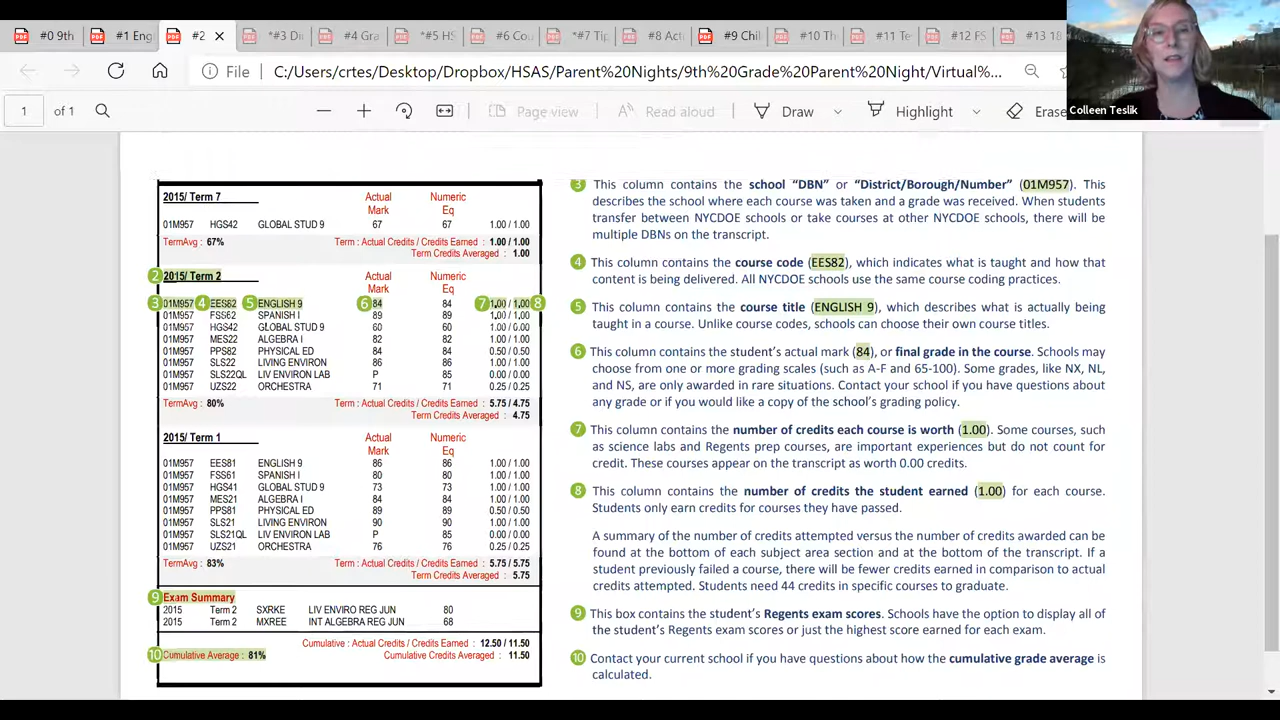 #0 9th
#1 Eng
#2
*#3 Di
#4 Gra
*#5 HS
#6 Cou
*#7 Tip
#8 Act
#9 Chil
#10 Th
#11 Te
#12 FS
#13 18
File C:/Users/crtes/Desktop/Dropbox/HSAS/Parent%20Nights/9th%20Grade%20Parent%20Night/Virtual%...
1 of 1 Page view Read aloud Draw Highlight Erase
Colleen Teslik
2015/ Term 7 Actual Mark Numeric Eq
01M957 HGS42 GLOBAL STUD 9 67 67 1.00 / 1.00
TermAvg : 67% Term : Actual Credits / Credits Earned : 1.00 / 1.00
Term Credits Averaged : 1.00
2 2015/ Term 2 Actual Mark Numeric Eq
3 01M957 4 EES82 5 ENGLISH 9 6 84 84 7 1.00 / 1.00 8
01M957 FSS62 SPANISH I 89 89 1.00 / 1.00
01M957 HGS42 GLOBAL STUD 9 60 60 1.00 / 0.00
01M957 MES22 ALGEBRA I 82 82 1.00 / 1.00
01M957 PPS82 PHYSICAL ED 84 84 0.50 / 0.50
01M957 SLS22 LIVING ENVIRON 86 86 1.00 / 1.00
01M957 SLS22QL LIV ENVIRON LAB P 85 0.00 / 0.00
01M957 UZS22 ORCHESTRA 71 71 0.25 / 0.25
TermAvg : 80% Term : Actual Credits / Credits Earned : 5.75 / 4.75
Term Credits Averaged : 4.75
2015/ Term 1 Actual Mark Numeric Eq
01M957 EES81 ENGLISH 9 86 86 1.00 / 1.00
01M957 FSS61 SPANISH I 80 80 1.00 / 1.00
01M957 HGS41 GLOBAL STUD 9 73 73 1.00 / 1.00
01M957 MES21 ALGEBRA I 84 84 1.00 / 1.00
01M957 PPS81 PHYSICAL ED 89 89 0.50 / 0.50
01M957 SLS21 LIVING ENVIRON 90 90 1.00 / 1.00
01M957 SLS21QL LIV ENVIRON LAB P 85 0.00 / 0.00
01M957 UZS21 ORCHESTRA 76 76 0.25 / 0.25
TermAvg : 83% Term : Actual Credits / Credits Earned : 5.75 / 5.75
Term Credits Averaged : 5.75
9 Exam Summary
2015 Term 2 SXRKE LIV ENVIRO REG JUN 80
2015 Term 2 MXREE INT ALGEBRA REG JUN 68
Cumulative : Actual Credits / Credits Earned : 12.50 / 11.50
10 Cumulative Average : 81% Cumulative Credits Averaged : 11.50
3 This column contains the school “DBN” or “District/Borough/Number” (01M957). This
describes the school where each course was taken and a grade was received. When students
transfer between NYCDOE schools or take courses at other NYCDOE schools, there will be
multiple DBNs on the transcript.
4 This column contains the course code (EES82), which indicates what is taught and how that
content is being delivered. All NYCDOE schools use the same course coding practices.
5 This column contains the course title (ENGLISH 9), which describes what is actually being
taught in a course. Unlike course codes, schools can choose their own course titles.
6 This column contains the student’s actual mark (84), or final grade in the course. Schools may
choose from one or more grading scales (such as A-F and 65-100). Some grades, like NX, NL,
and NS, are only awarded in rare situations. Contact your school if you have questions about
any grade or if you would like a copy of the school’s grading policy.
7 This column contains the number of credits each course is worth (1.00). Some courses, such
as science labs and Regents prep courses, are important experiences but do not count for
credit. These courses appear on the transcript as worth 0.00 credits.
8 This column contains the number of credits the student earned (1.00) for each course.
Students only earn credits for courses they have passed.
A summary of the number of credits attempted versus the number of credits awarded can be
found at the bottom of each subject area section and at the bottom of the transcript. If a
student previously failed a course, there will be fewer credits earned in comparison to actual
credits attempted. Students need 44 credits in specific courses to graduate.
9 This box contains the student’s Regents exam scores. Schools have the option to display all of
the student’s Regents exam scores or just the highest score earned for each exam.
10 Contact your current school if you have questions about how the cumulative grade average is
calculated.